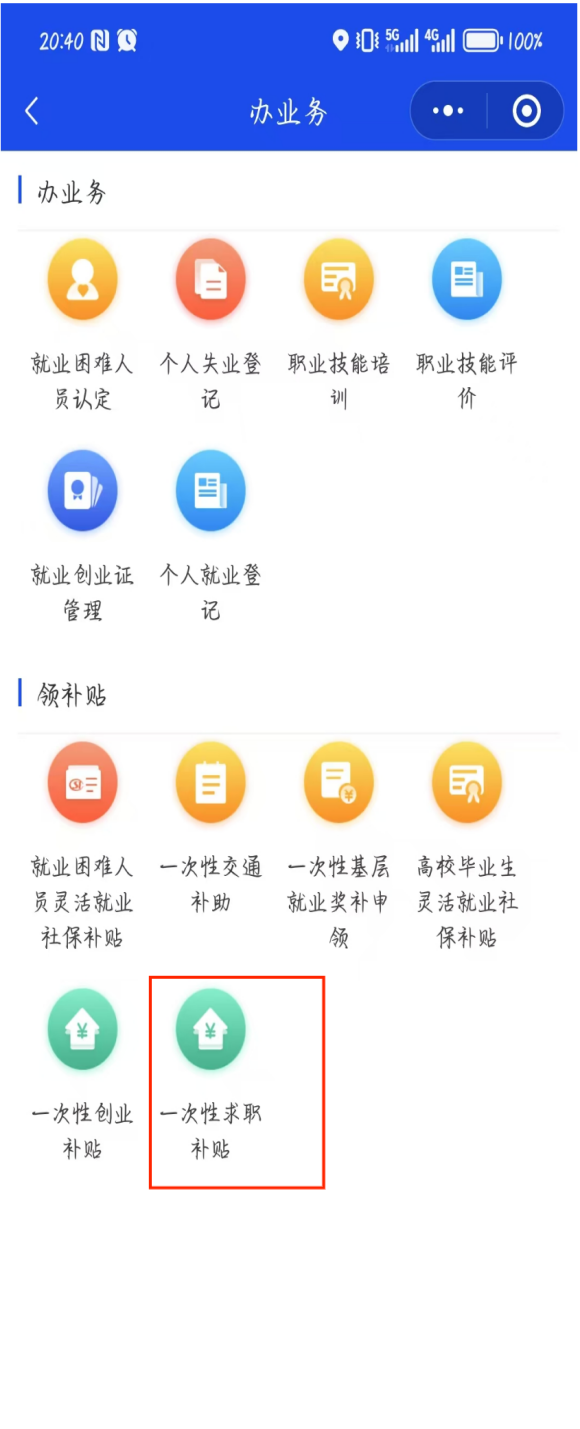 20:40 5G 4G 100%
办业务
办业务
就业困难人 个人失业登 职业技能培 职业技能评
员认定 记 训 价
就业创业证 个人就业登
管理 记
领补贴
就业困难人 一次性交通 一次性基层 高校毕业生
员灵活就业 补助 就业奖补申 灵活就业社
社保补贴 领 保补贴
一次性创业 一次性求职
补贴 补贴